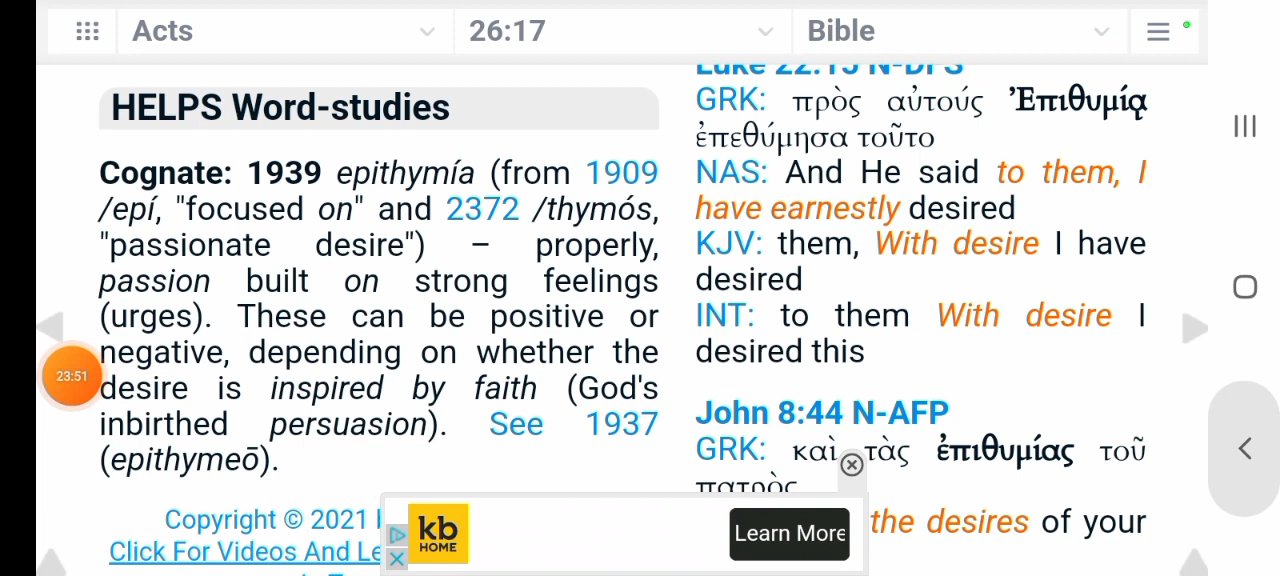 Acts
26:17
Bible
HELPS Word-studies
Cognate: 1939 epithymía (from 1909
/epí, "focused on" and 2372 /thymós,
"passionate desire") – properly,
passion built on strong feelings
(urges). These can be positive or
negative, depending on whether the
desire is inspired by faith (God's
inbirthed persuasion). See 1937
(epithymeō).
Copyright © 2021
Click For Videos And
Luke 22:15 N-DFS
GRK: πρὸς αὐτούς Ἐπιθυμίᾳ
ἐπεθύμησα τοῦτο
NAS: And He said to them, I
have earnestly desired
KJV: them, With desire I have
desired
INT: to them With desire I
desired this
John 8:44 N-AFP
GRK: καὶ τὰς ἐπιθυμίας τοῦ
πατρὸς
the desires of your
23:51
kb
HOME
Learn More